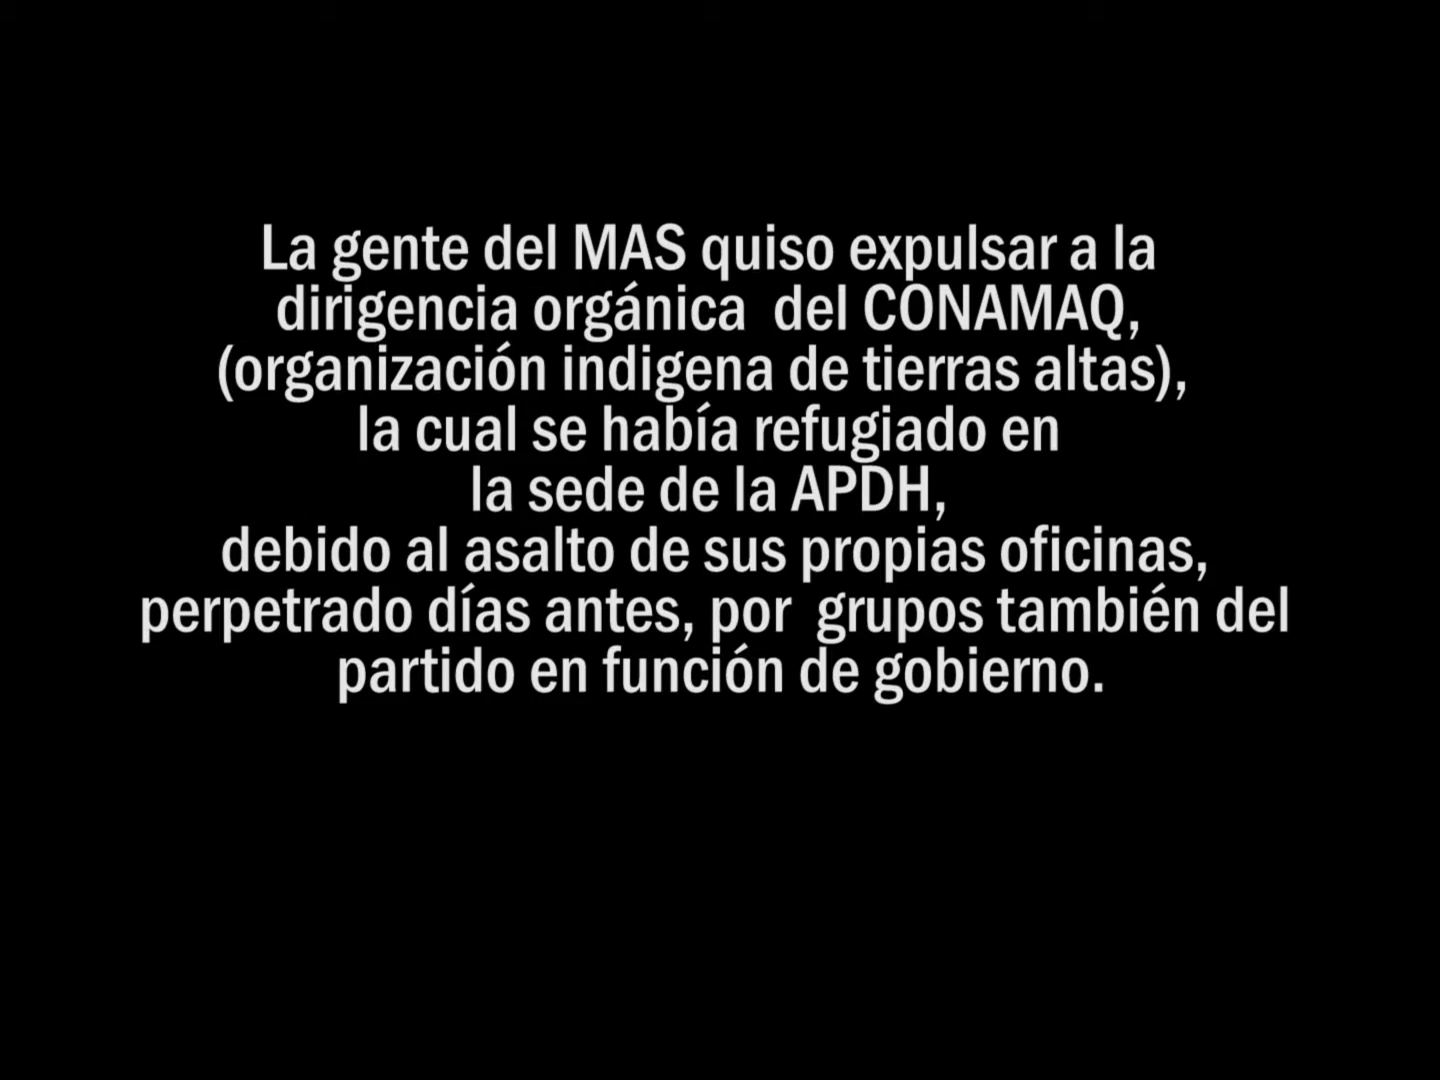 La gente del MAS quiso expulsar a la
dirigencia orgánica del CONAMAQ,
(organización indigena de tierras altas),
la cual se había refugiado en
la sede de la APDH,
debido al asalto de sus propias oficinas,
perpetrado días antes, por grupos también del
partido en función de gobierno.